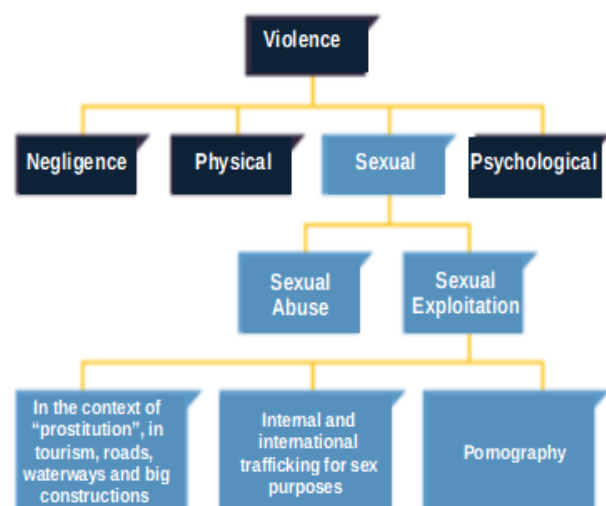 Violence
Negligence
Physical
Sexual
Psychological
Sexual
Abuse
Sexual
Exploitation
In the context of
“prostitution”, in
tourism, roads,
waterways and big
constructions
Internal and
international
trafficking for sex
purposes
Pornography